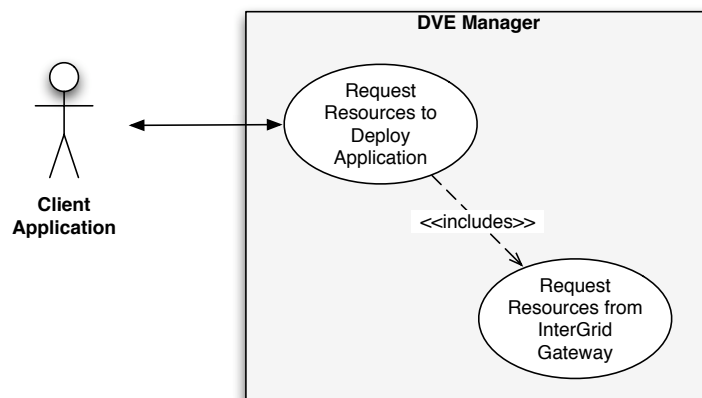 DVE Manager
Request
Resources to
Deploy
Application
Client
Application
<<includes>>
Request
Resources from
InterGrid
Gateway